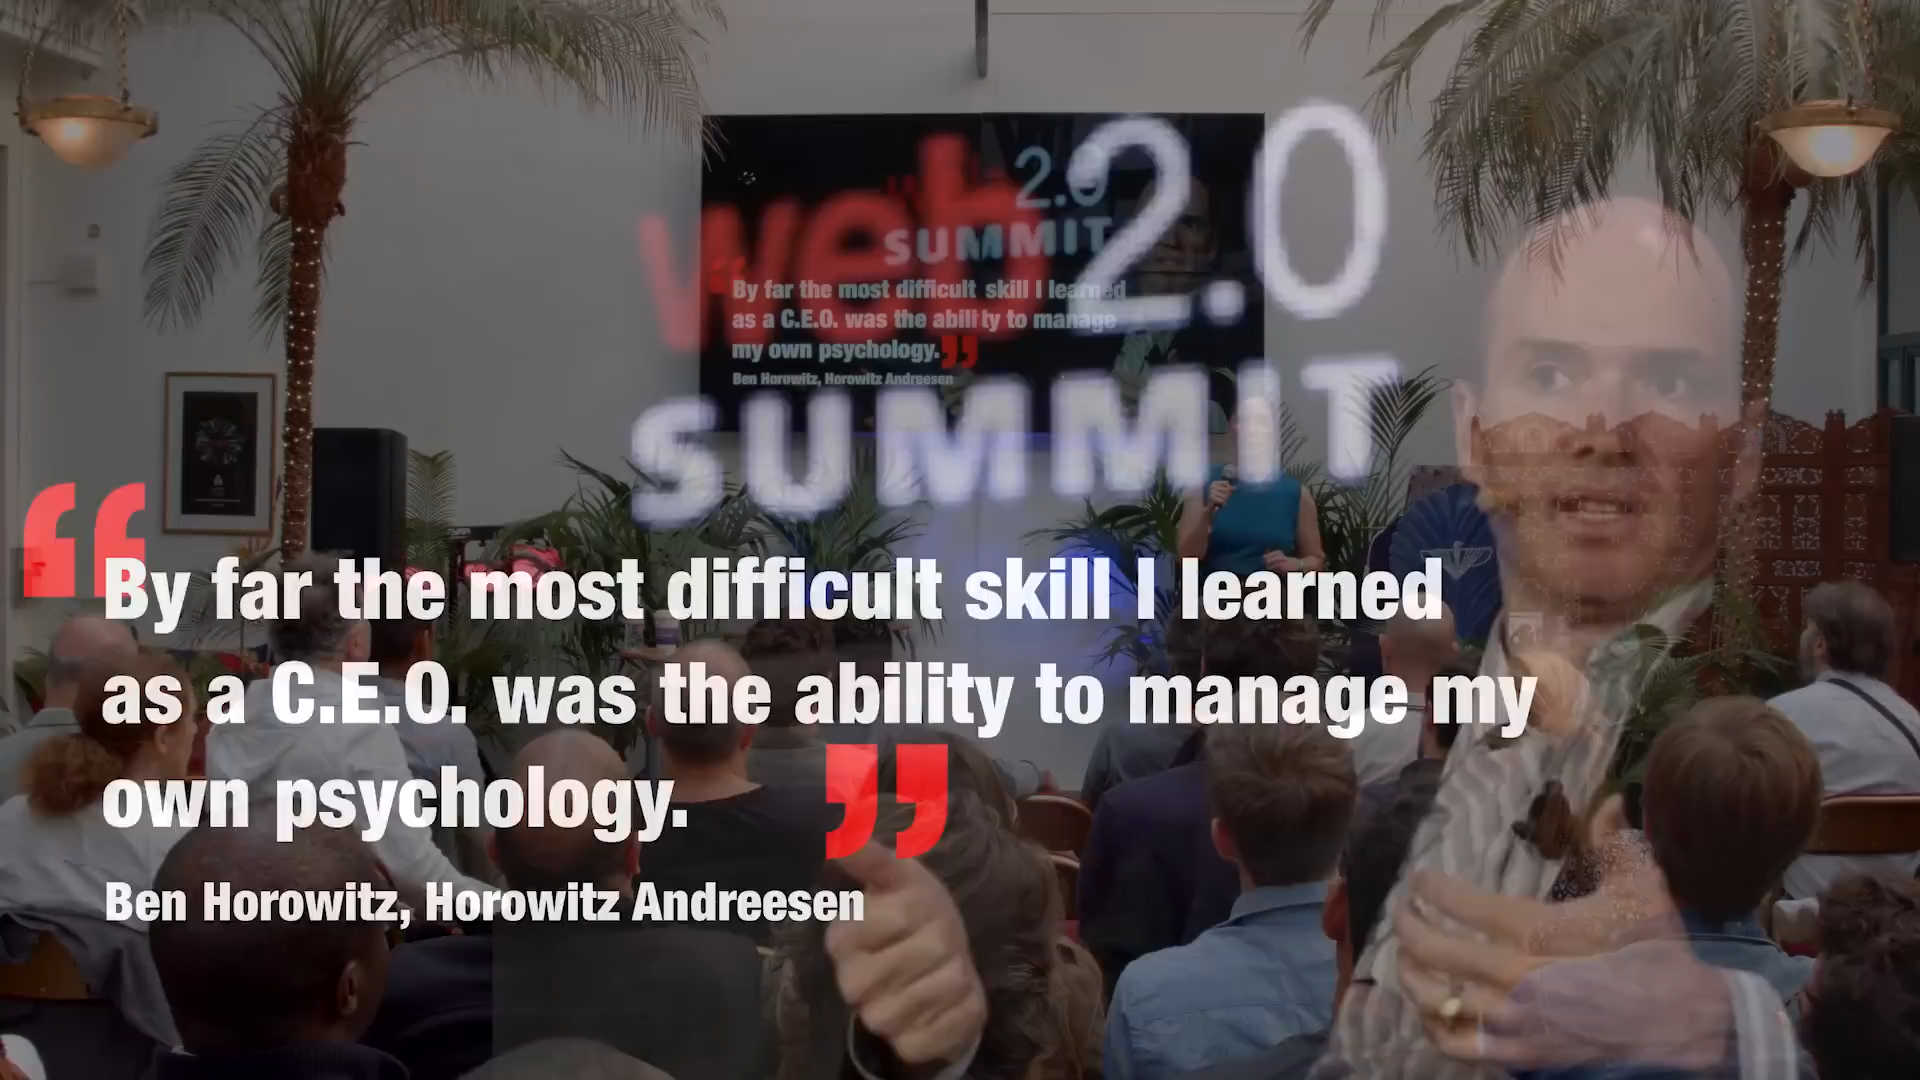 web 2.0
SUMMIT
2.0
SUMMIT
By far the most difficult skill I learned
as a C.E.O. was the ability to manage
my own psychology.”
Ben Horowitz, Horowitz Andreesen
“By far the most difficult skill I learned
as a C.E.O. was the ability to manage my
own psychology.”
Ben Horowitz, Horowitz Andreesen